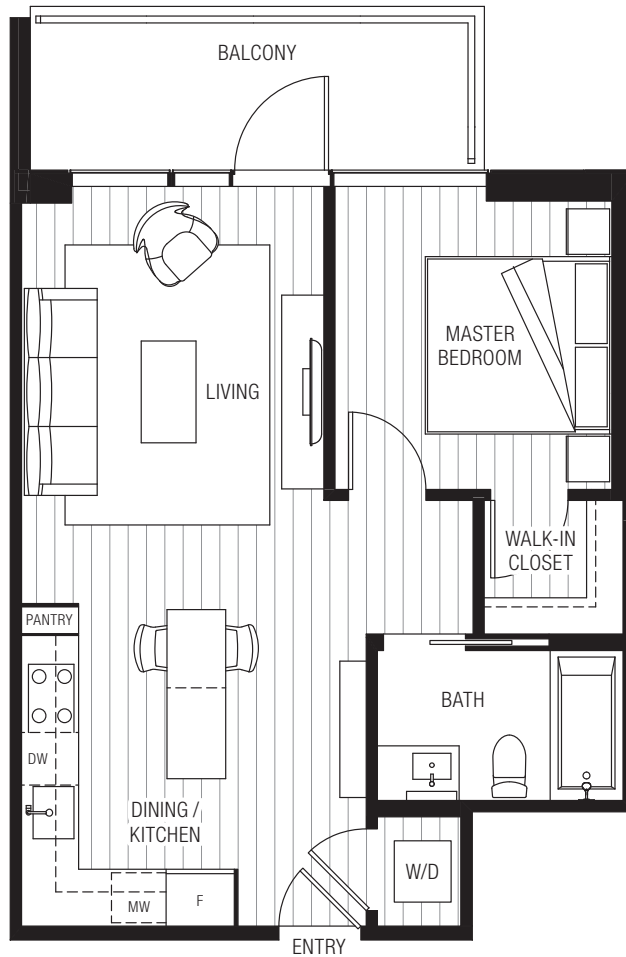 BALCONY
MASTER
BEDROOM
LIVING
WALK-IN
CLOSET
PANTRY
BATH
DW
DINING /
KITCHEN
W/D
MW
F
ENTRY